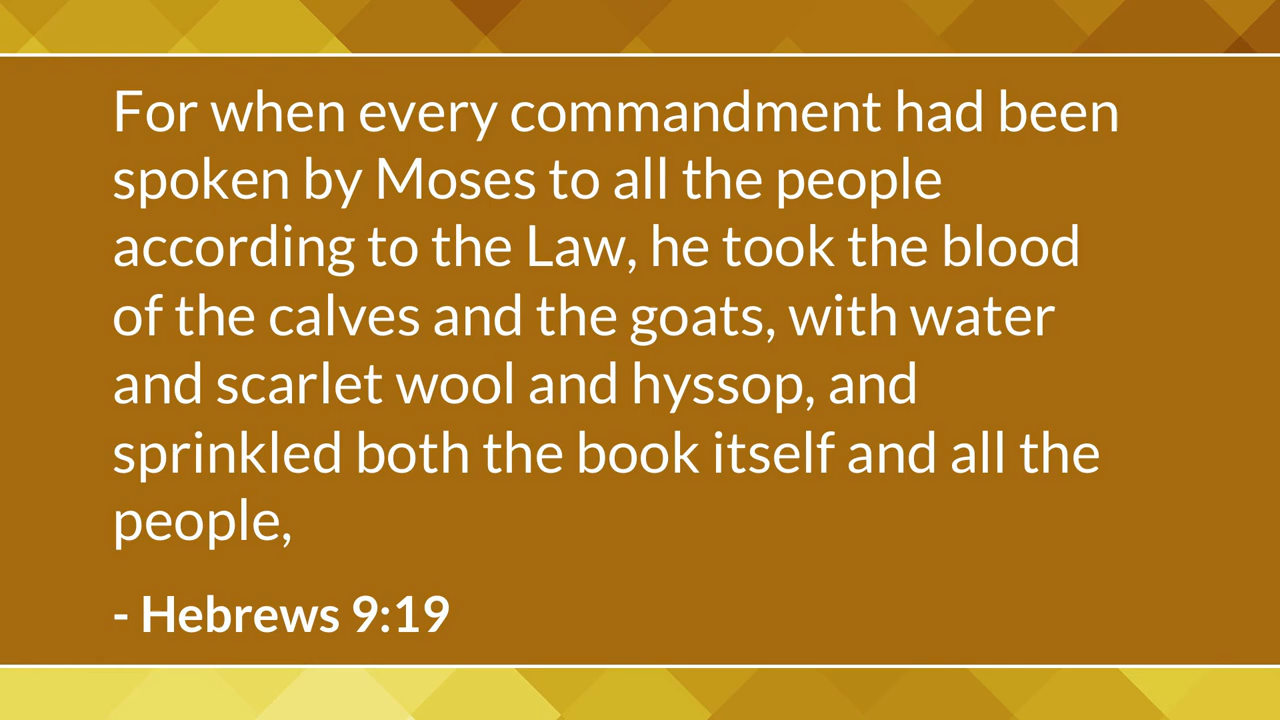 For when every commandment had been
spoken by Moses to all the people
according to the Law, he took the blood
of the calves and the goats, with water
and scarlet wool and hyssop, and
sprinkled both the book itself and all the
people,
- Hebrews 9:19